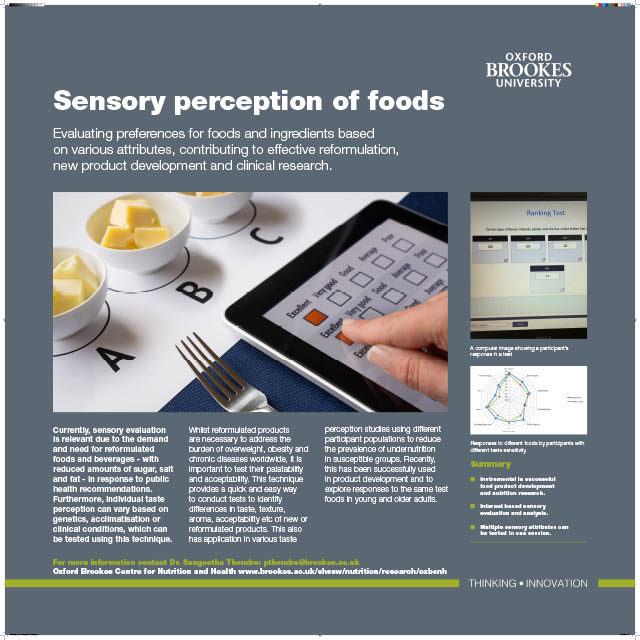 OXFORD
BROOKES
UNIVERSITY
Sensory perception of foods
Evaluating preferences for foods and ingredients based
on various attributes, contributing to effective reformulation,
new product development and clinical research.
A
B
C
Excellent
Very good
Good
Average
Poor
Excellent
Very good
Good
Average
Ranking Test
A computer image showing a participant's
response in a test
Responses to different foods by participants with
different taste sensitivity
Summary
Instrumental in successful
food product development
and nutrition research.
Internet based sensory
evaluation and analysis.
Multiple sensory attributes can
be tested in one session.
Currently, sensory evaluation
is relevant due to the demand
and need for reformulated
foods and beverages - with
reduced amounts of sugar, salt
and fat - in response to public
health recommendations.
Furthermore, individual taste
perception can vary based on
genetics, acclimatisation or
clinical conditions, which can
be tested using this technique.
Whilst reformulated products
are necessary to address the
burden of overweight, obesity and
chronic diseases worldwide, it is
important to test their palatability
and acceptability. This technique
provides a quick and easy way
to conduct tests to identify
differences in taste, texture,
aroma, acceptability etc of new or
reformulated products. This also
has application in various taste
perception studies using different
participant populations to reduce
the prevalence of undernutrition
in susceptible groups. Recently,
this has been successfully used
in product development and to
explore responses to the same test
foods in young and older adults.
For more information contact Dr. Sangeetha Thondre: pthondre@brookes.ac.uk
Oxford Brookes Centre for Nutrition and Health www.brookes.ac.uk/shssw/nutrition/research/oxbcnh
THINKING • INNOVATION